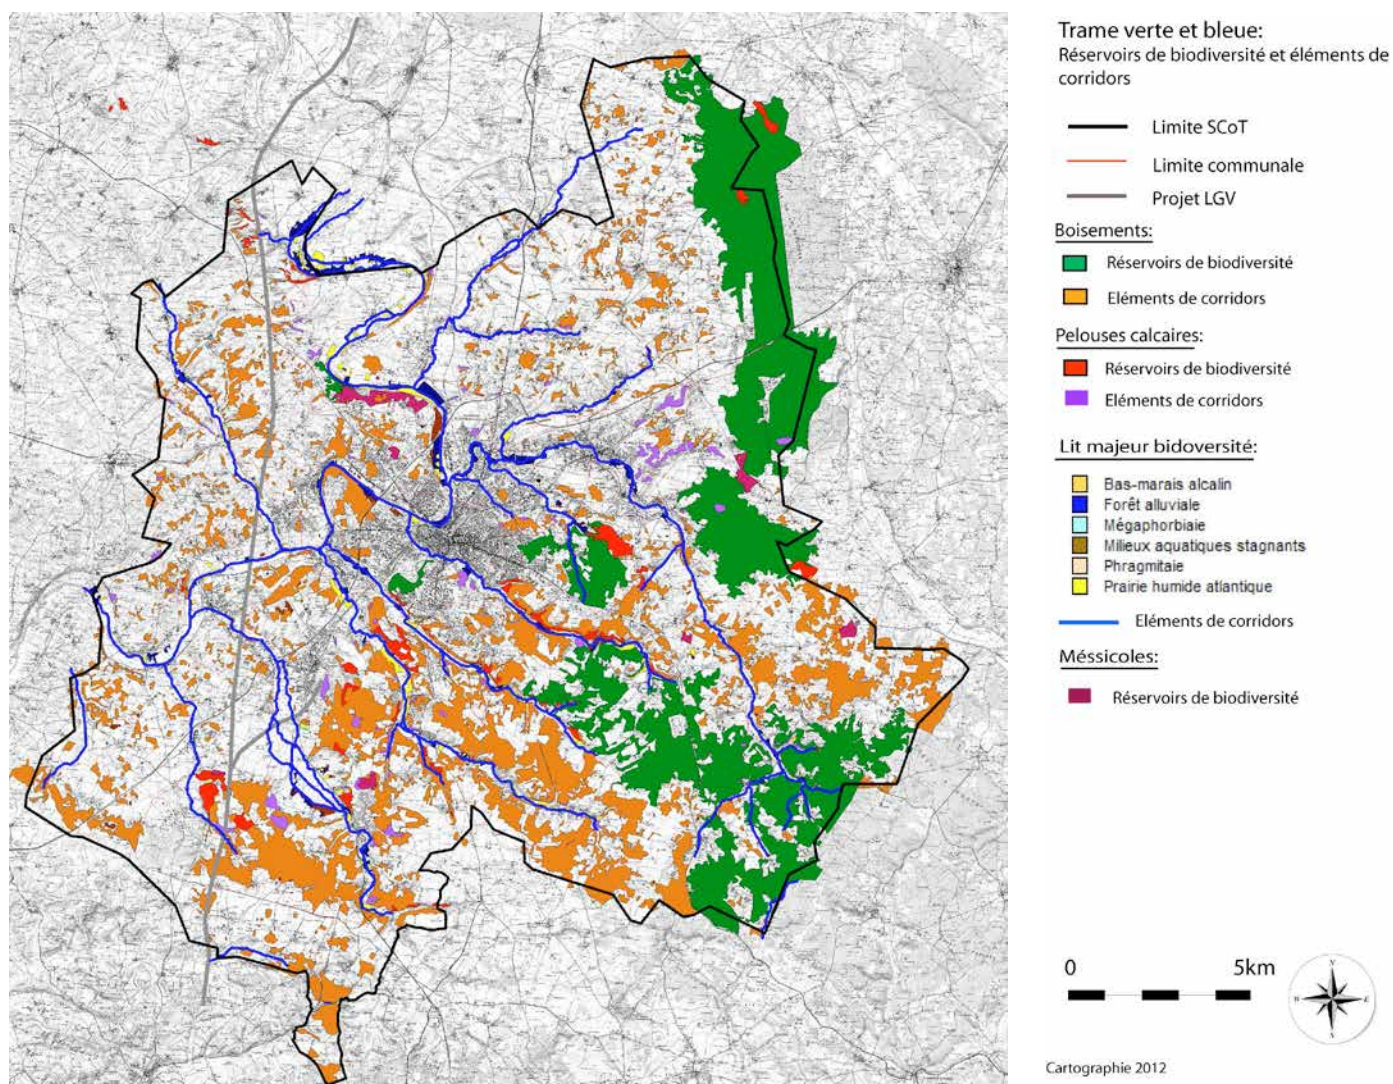 Trame verte et bleue:
Réservoirs de biodiversité et éléments de
corridors
Limite SCoT
Limite communale
Projet LGV
Boisements:
Réservoirs de biodiversité
Eléments de corridors
Pelouses calcaires:
Réservoirs de biodiversité
Eléments de corridors
Lit majeur bidoversité:
Bas-marais alcalin
Forêt alluviale
Mégaphorbiaie
Milieux aquatiques stagnants
Phragmitaie
Prairie humide atlantique
Eléments de corridors
Méssicoles:
Réservoirs de biodiversité
0 5km
N
E
S
Cartographie 2012